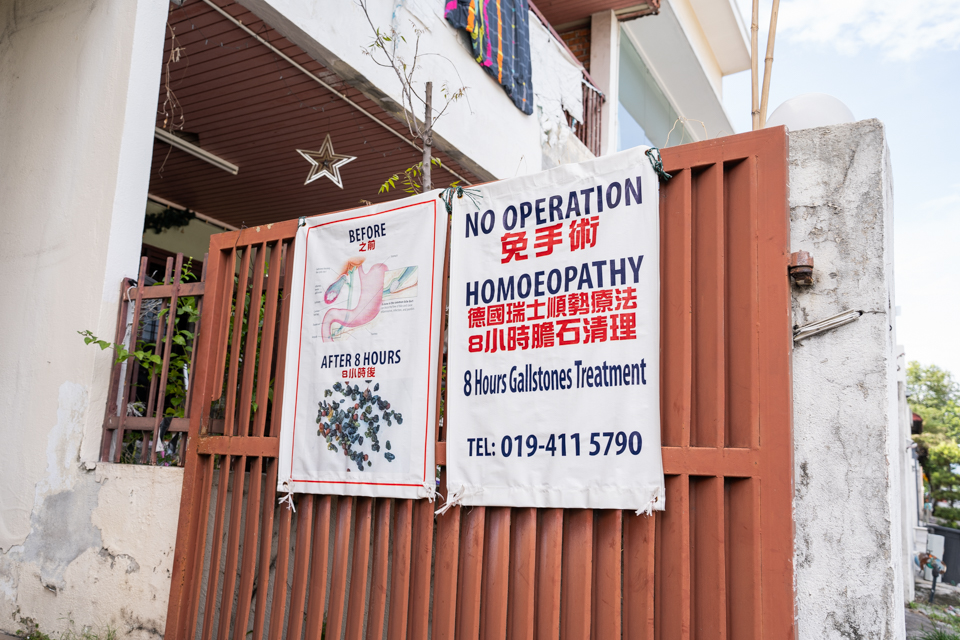 BEFORE
之前
AFTER 8 HOURS
8小時後
NO OPERATION
免手術
HOMOEOPATHY
德國瑞士順勢療法
8小時膽石清理
8 Hours Gallstones Treatment
TEL: 019-411 5790